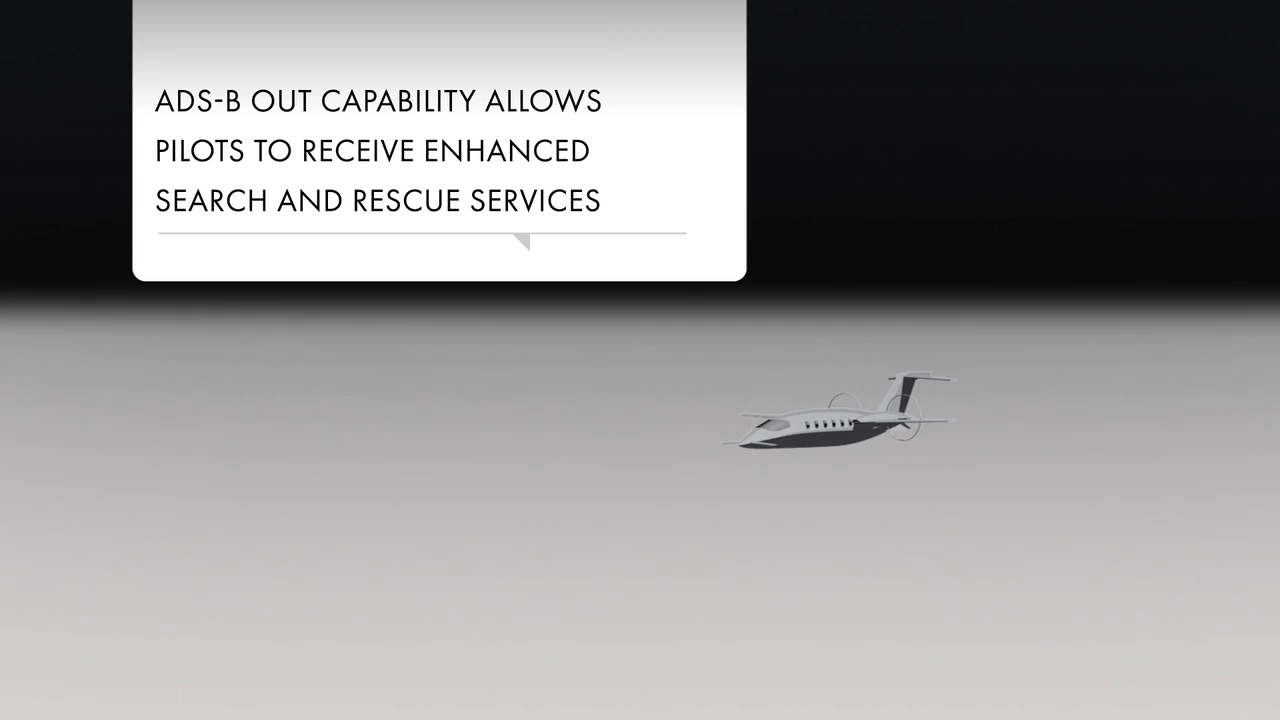 ADS-B OUT CAPABILITY ALLOWS
PILOTS TO RECEIVE ENHANCED
SEARCH AND RESCUE SERVICES